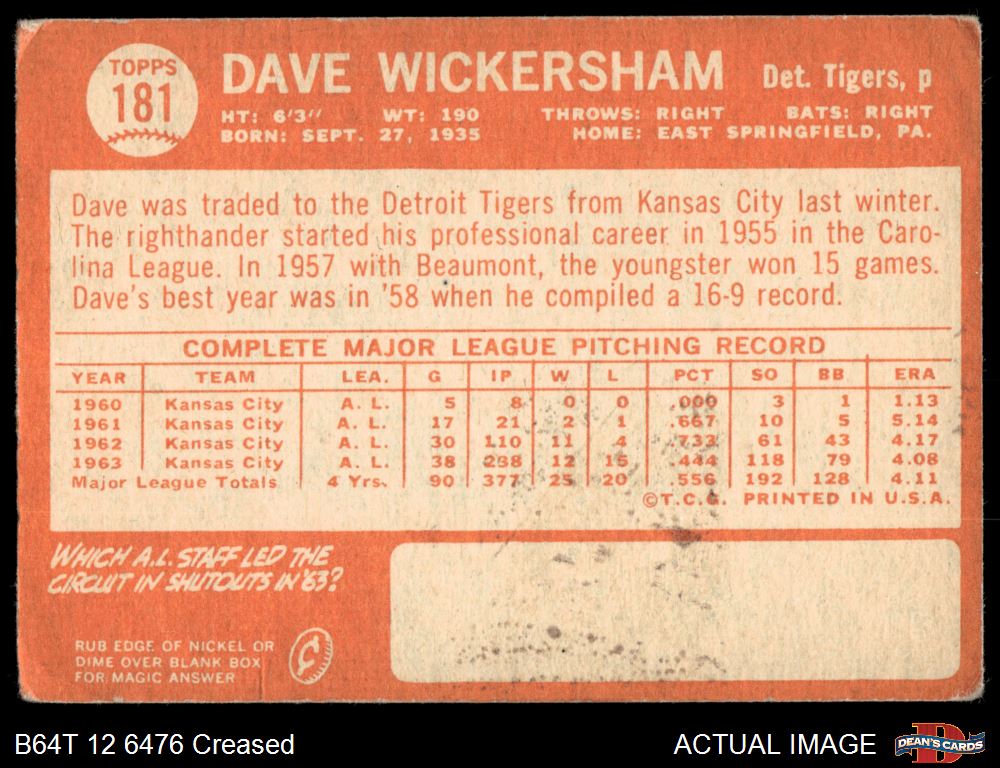 TOPPS
181
DAVE WICKERSHAM Det. Tigers, p
HT: 6'3" WT: 190 THROWS: RIGHT BATS: RIGHT
BORN: SEPT. 27, 1935 HOME: EAST SPRINGFIELD, PA.
Dave was traded to the Detroit Tigers from Kansas City last winter.
The righthander started his professional career in 1955 in the Caro-
lina League. In 1957 with Beaumont, the youngster won 15 games.
Dave's best year was in '58 when he compiled a 16-9 record.
COMPLETE MAJOR LEAGUE PITCHING RECORD
YEAR TEAM LEA. G IP W L PCT SO BB ERA
1960 Kansas City A. L. 5 8 0 0 .000 3 1 1.13
1961 Kansas City A. L. 17 21 2 1 .667 10 5 5.14
1962 Kansas City A. L. 30 110 11 4 .733 61 43 4.17
1963 Kansas City A. L. 38 238 12 15 .444 118 79 4.08
Major League Totals 4 Yrs. 90 377 25 20 .556 192 128 4.11
©T.C.G. PRINTED IN U.S.A.
WHICH A.L. STAFF LED THE
CIRCUIT IN SHUTOUTS IN '63?
RUB EDGE OF NICKEL OR
DIME OVER BLANK BOX
FOR MAGIC ANSWER
B64T 12 6476 Creased ACTUAL IMAGE
D
DEAN'S CARDS